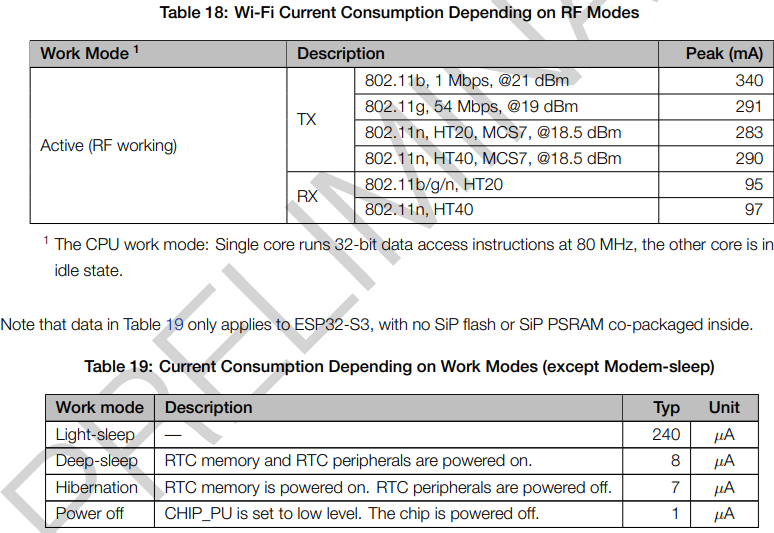 Table 18: Wi-Fi Current Consumption Depending on RF Modes
Work Mode 1 Description Peak (mA)
Active (RF working)
TX
802.11b, 1 Mbps, @21 dBm 340
802.11g, 54 Mbps, @19 dBm 291
802.11n, HT20, MCS7, @18.5 dBm 283
802.11n, HT40, MCS7, @18.5 dBm 290
RX
802.11b/g/n, HT20 95
802.11n, HT40 97
1 The CPU work mode: Single core runs 32-bit data access instructions at 80 MHz, the other core is in
idle state.
Note that data in Table 19 only applies to ESP32-S3, with no SiP flash or SiP PSRAM co-packaged inside.
Table 19: Current Consumption Depending on Work Modes (except Modem-sleep)
Work mode Description Typ Unit
Light-sleep — 240 μA
Deep-sleep RTC memory and RTC peripherals are powered on. 8 μA
Hibernation RTC memory is powered on. RTC peripherals are powered off. 7 μA
Power off CHIP_PU is set to low level. The chip is powered off. 1 μA
PRELIMINA